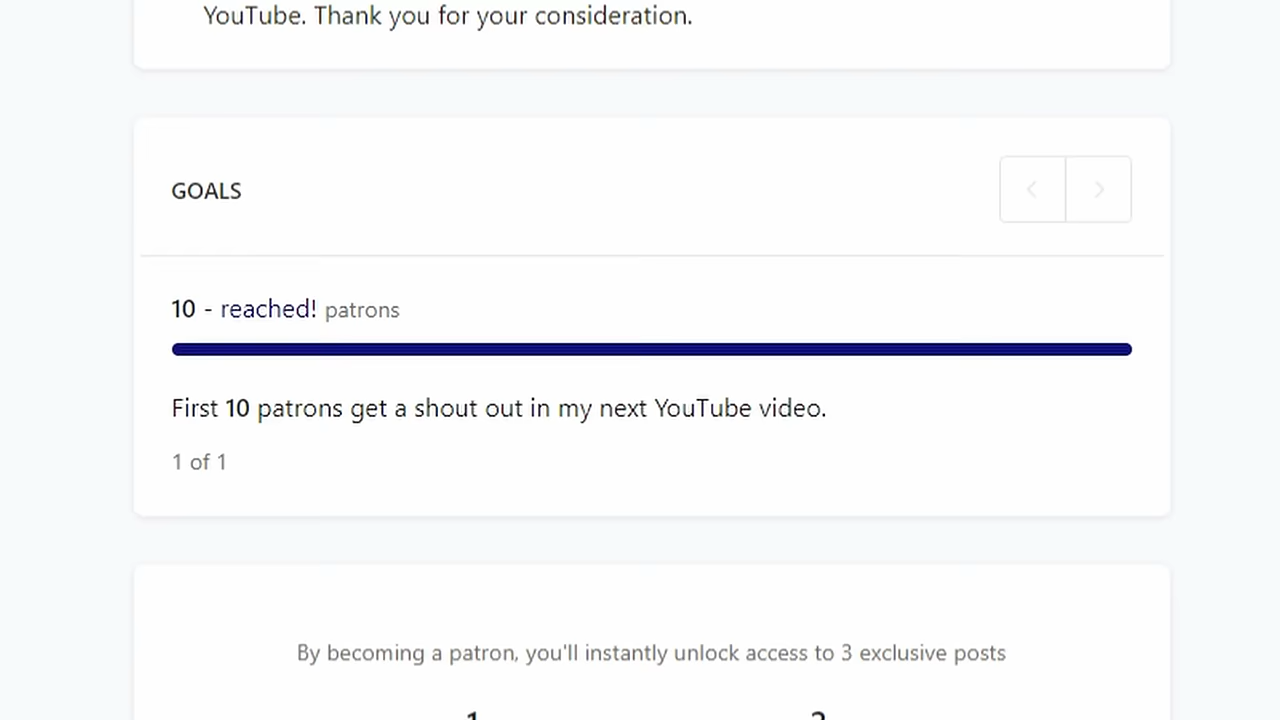 YouTube. Thank you for your consideration.
GOALS
10 - reached! patrons
First 10 patrons get a shout out in my next YouTube video.
1 of 1
By becoming a patron, you'll instantly unlock access to 3 exclusive posts